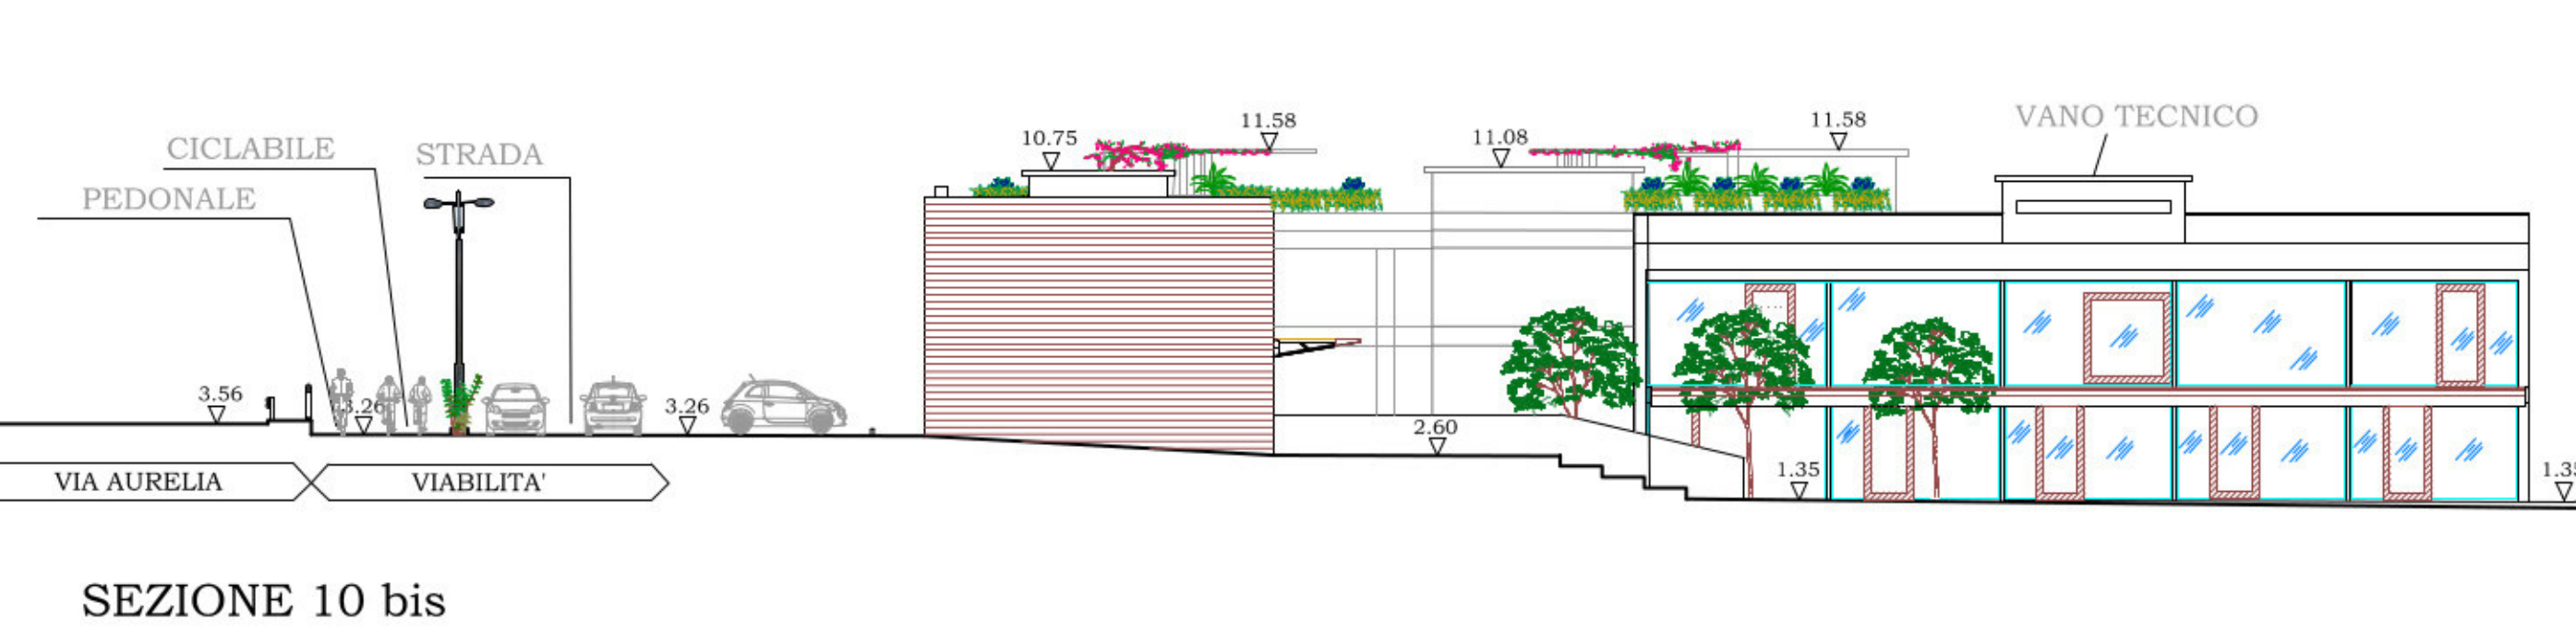 VANO TECNICO
11.58
11.58
10.75
11.08
CICLABILE
STRADA
PEDONALE
3.56
3.26
3.26
2.60
1.35
VIA AURELIA
VIABILITA'
SEZIONE 10 bis